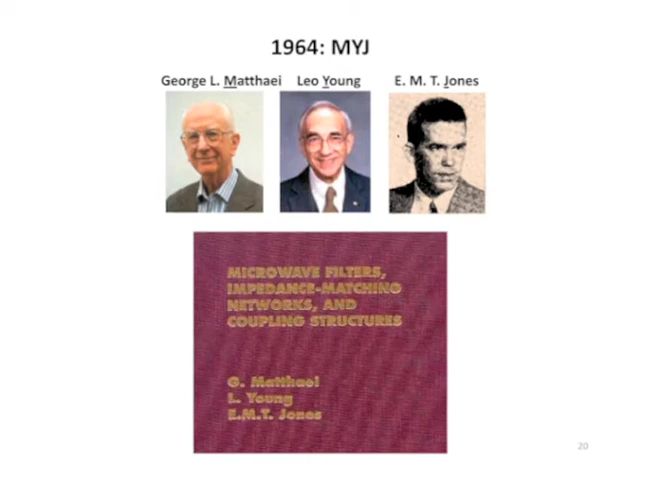 1964: MYJ
George L. Matthaei Leo Young E. M. T. Jones
MICROWAVE FILTERS,
IMPEDANCE-MATCHING
NETWORKS, AND
COUPLING STRUCTURES
G. Matthaei
L. Young
E.M.T. Jones
20